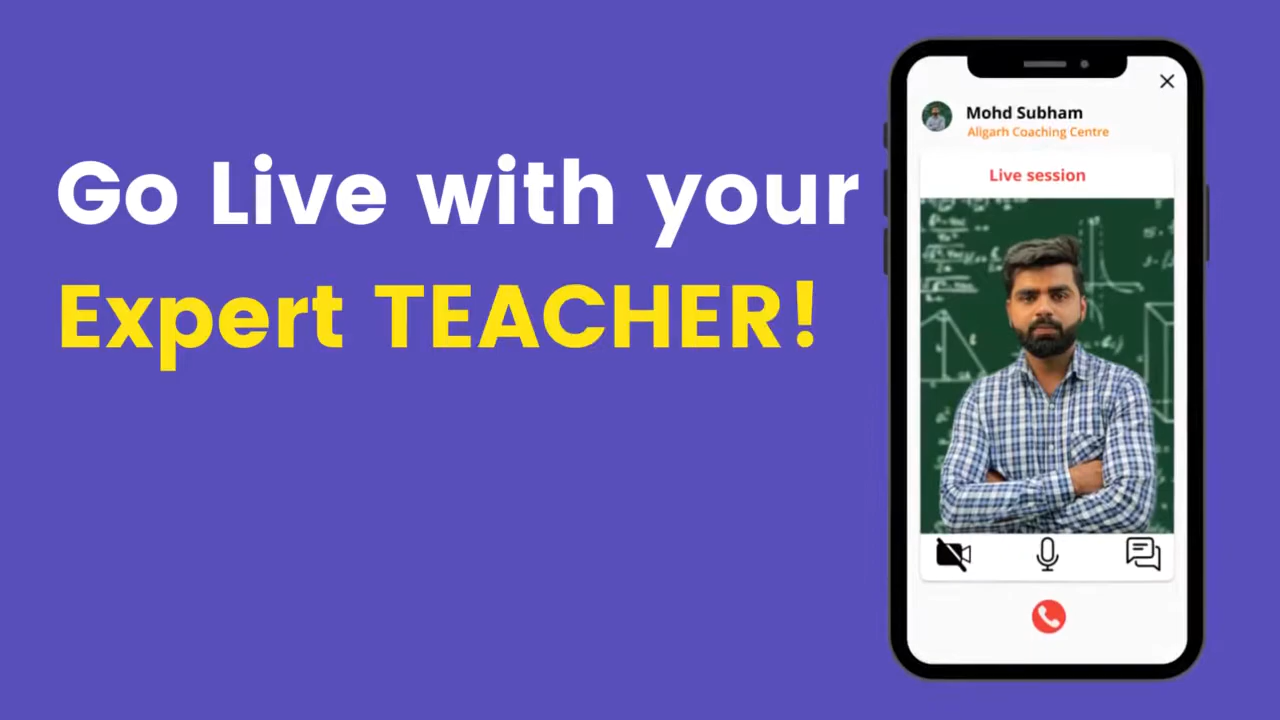 Go Live with your
Expert TEACHER!
Mohd Subham
Aligarh Coaching Centre
Live session